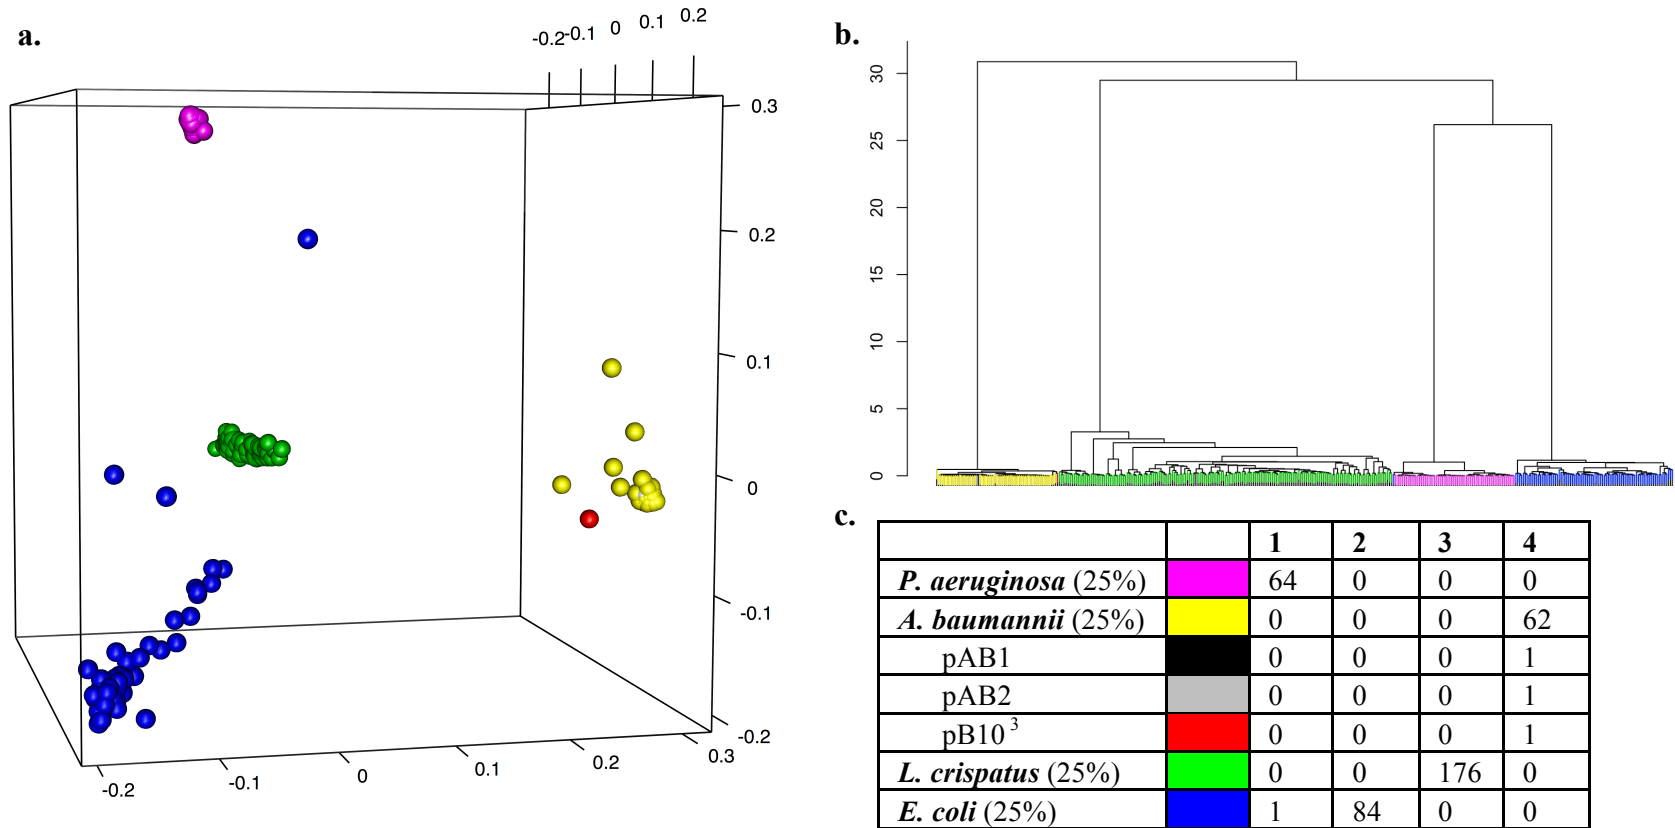 a.
-0.2 -0.1 0 0.1 0.2
0.3
0.2
0.1
0
-0.1
-0.2
-0.2 -0.1 0 0.1 0.2 0.3
b.
30
25
20
15
10
5
0
c.
1 2 3 4
P. aeruginosa (25%) 64 0 0 0
A. baumannii (25%) 0 0 0 62
pAB1 0 0 0 1
pAB2 0 0 0 1
pB10 3 0 0 0 1
L. crispatus (25%) 0 0 176 0
E. coli (25%) 1 84 0 0